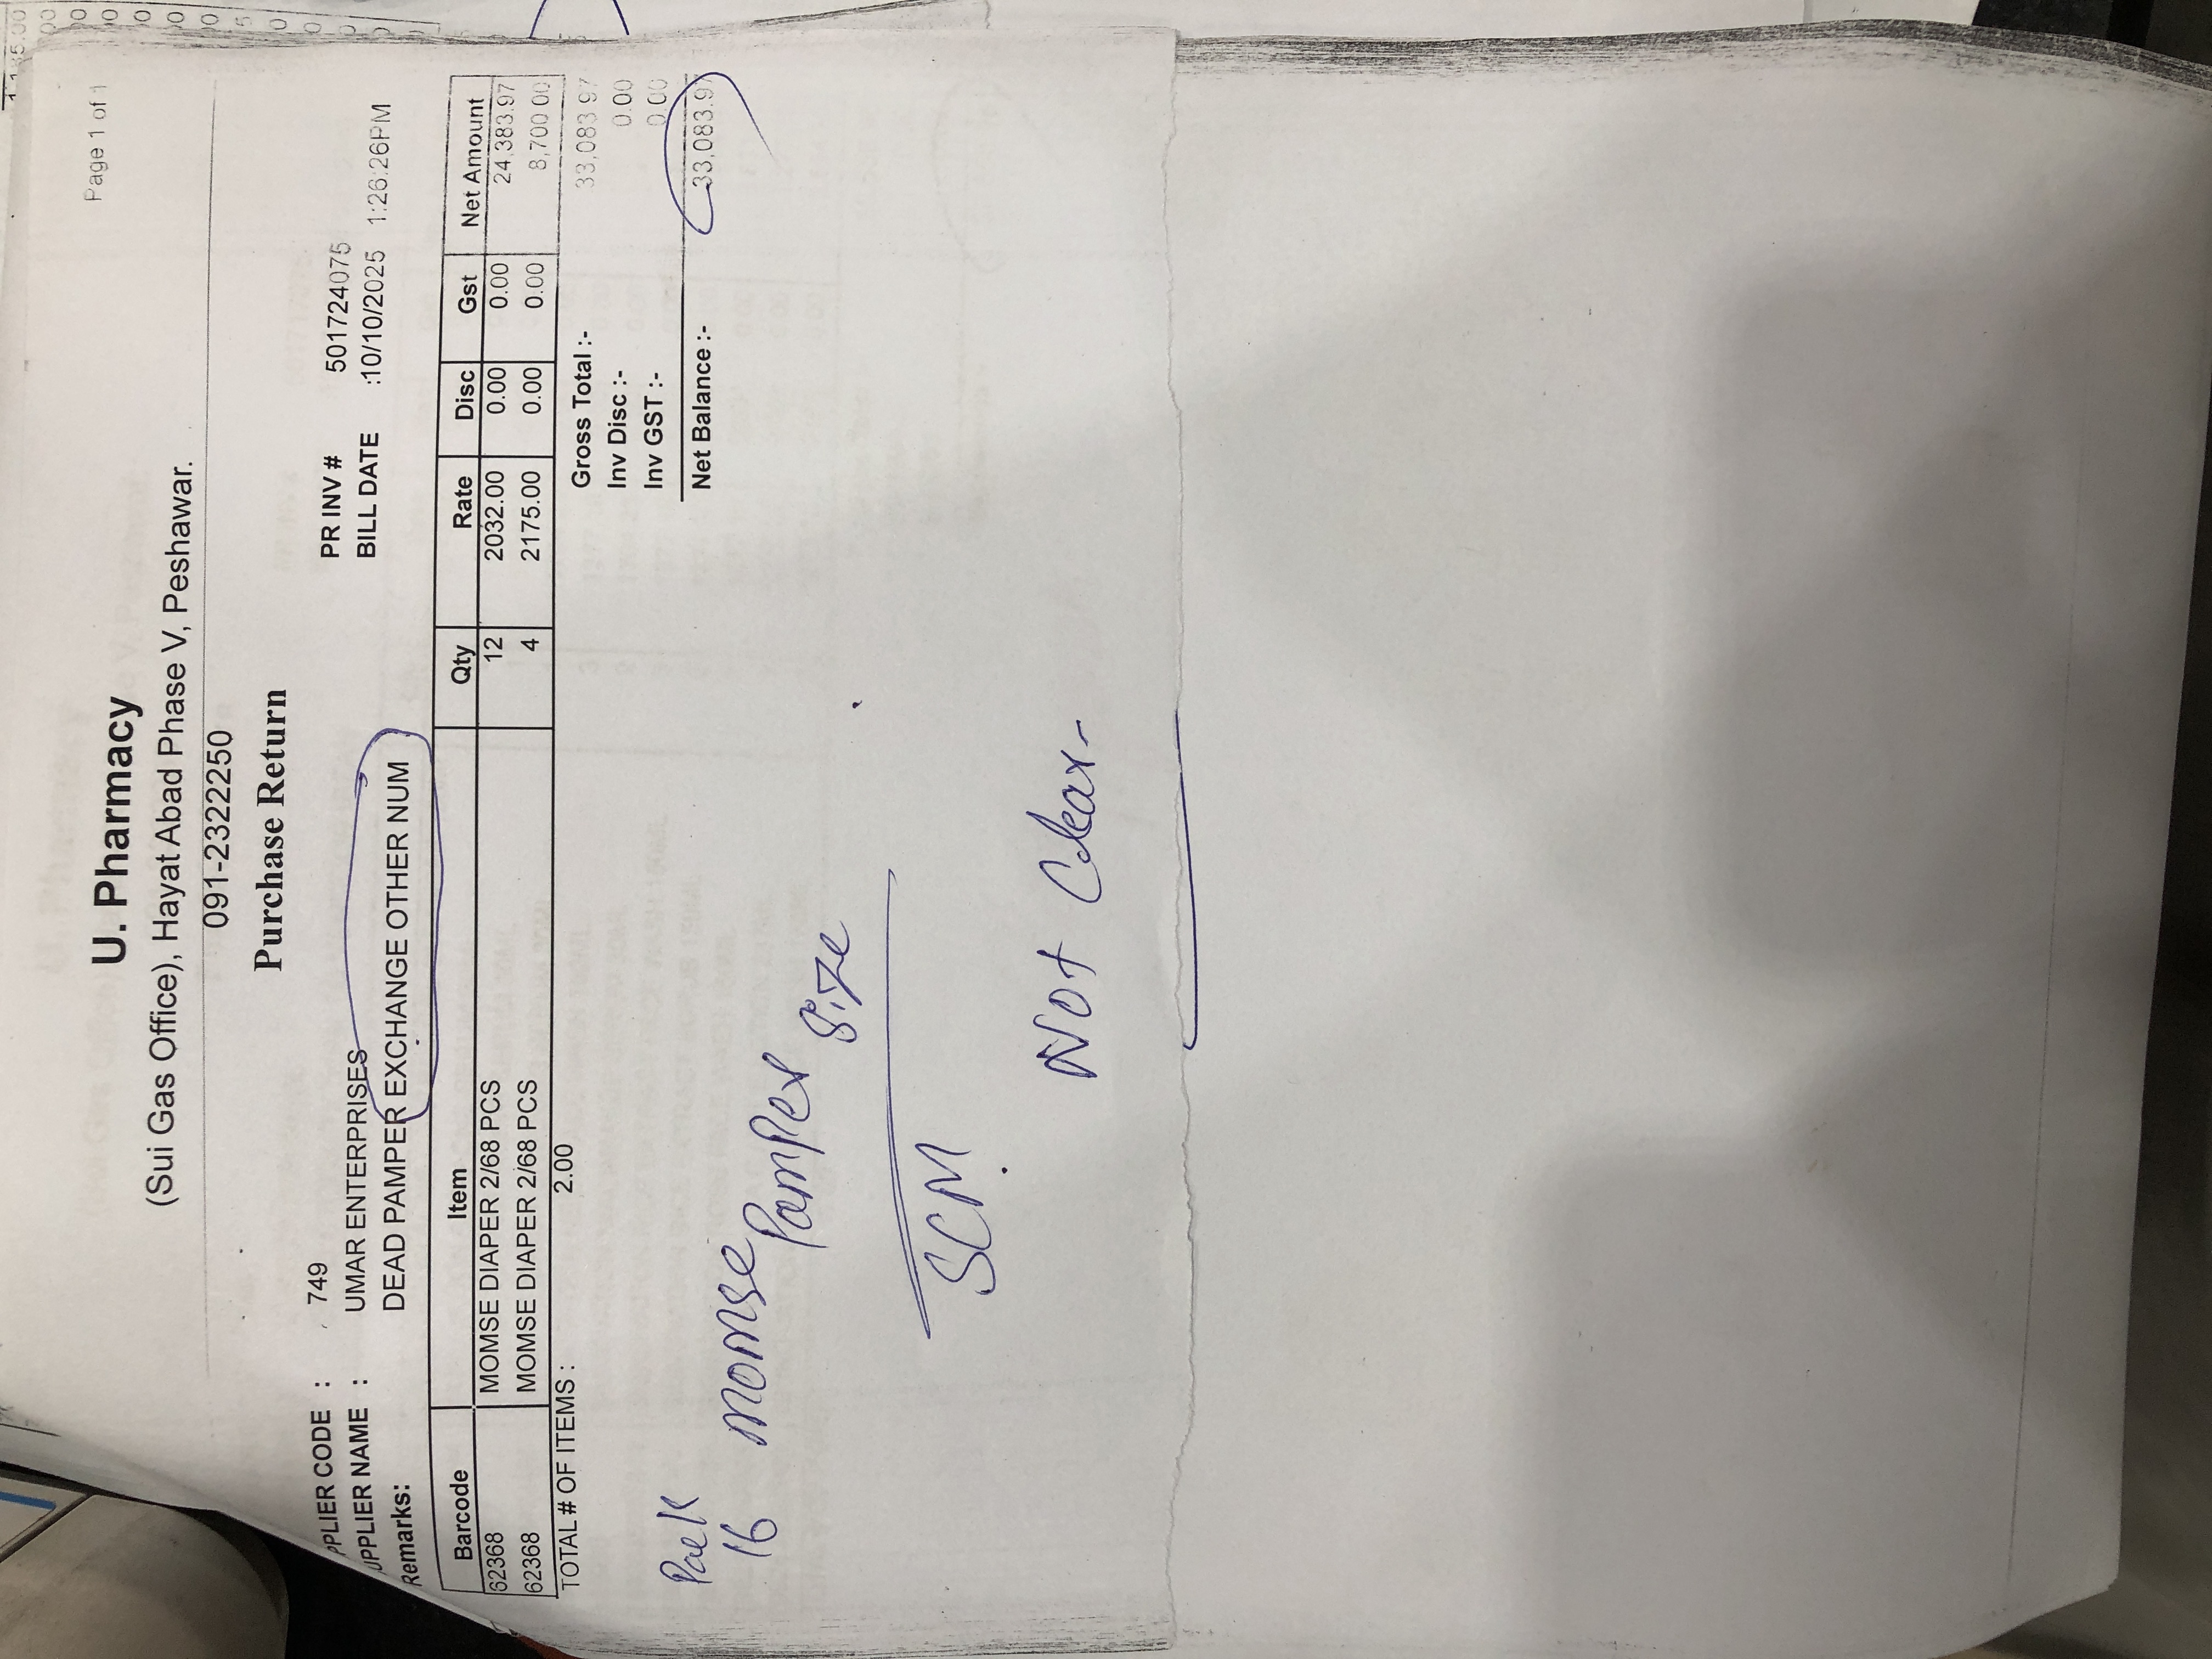 Page 1 of 1
U. Pharmacy
(Sui Gas Office), Hayat Abad Phase V, Peshawar.
091-2322250
Purchase Return
PPLIER CODE : 749 PR INV # 501724075
UPPLIER NAME : UMAR ENTERPRISES BILL DATE :10/10/2025 1:26:26PM
Remarks: DEAD PAMPER EXCHANGE OTHER NUM
Barcode Item Qty Rate Disc Gst Net Amount
62368 MOMSE DIAPER 2/68 PCS 12 2032.00 0.00 0.00 24,383.97
62368 MOMSE DIAPER 2/68 PCS 4 2175.00 0.00 0.00 8,700.00
TOTAL # OF ITEMS : 2.00
Gross Total :- 33,083.97
Inv Disc :- 0.00
Inv GST :- 0.00
Net Balance :- 33,083.9
Pack
16 momse Pamper Size
SCM
Not Clear